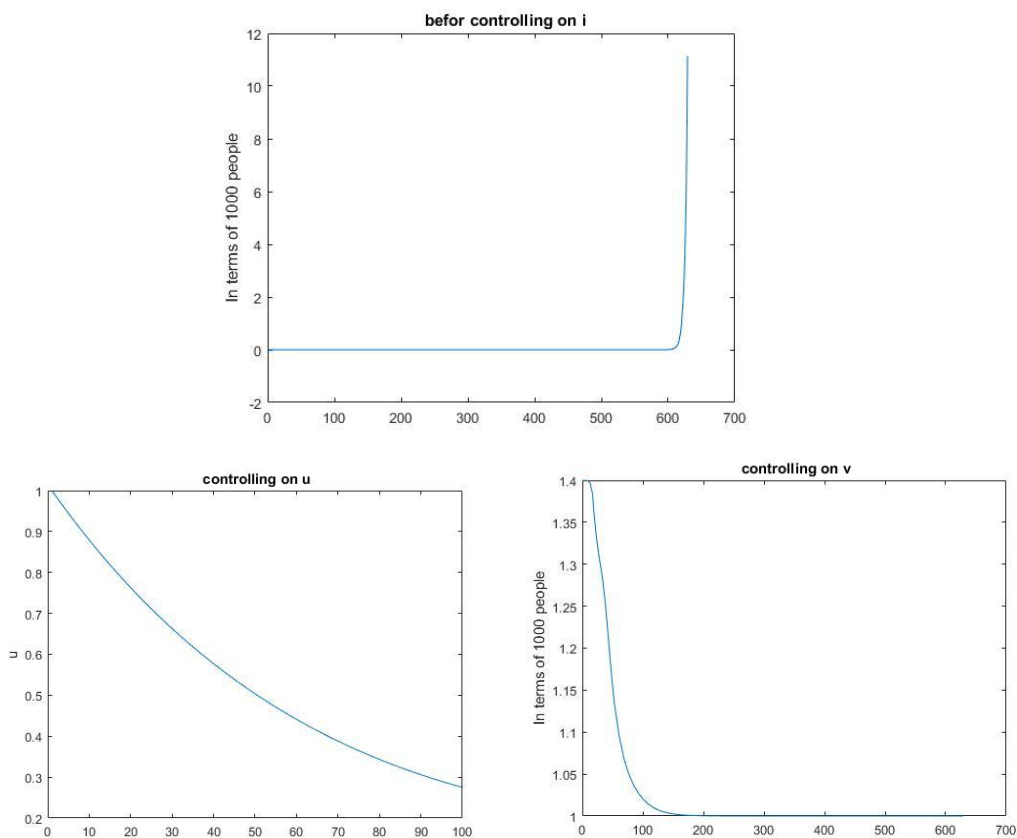 befor controlling on i
12
10
8
6
4
2
0
-2
In terms of 1000 people
0 100 200 300 400 500 600 700
controlling on u
1
0.9
0.8
0.7
0.6
0.5
0.4
0.3
0.2
u
0 10 20 30 40 50 60 70 80 90 100
controlling on v
1.4
1.35
1.3
1.25
1.2
1.15
1.1
1.05
1
In terms of 1000 people
0 100 200 300 400 500 600 700